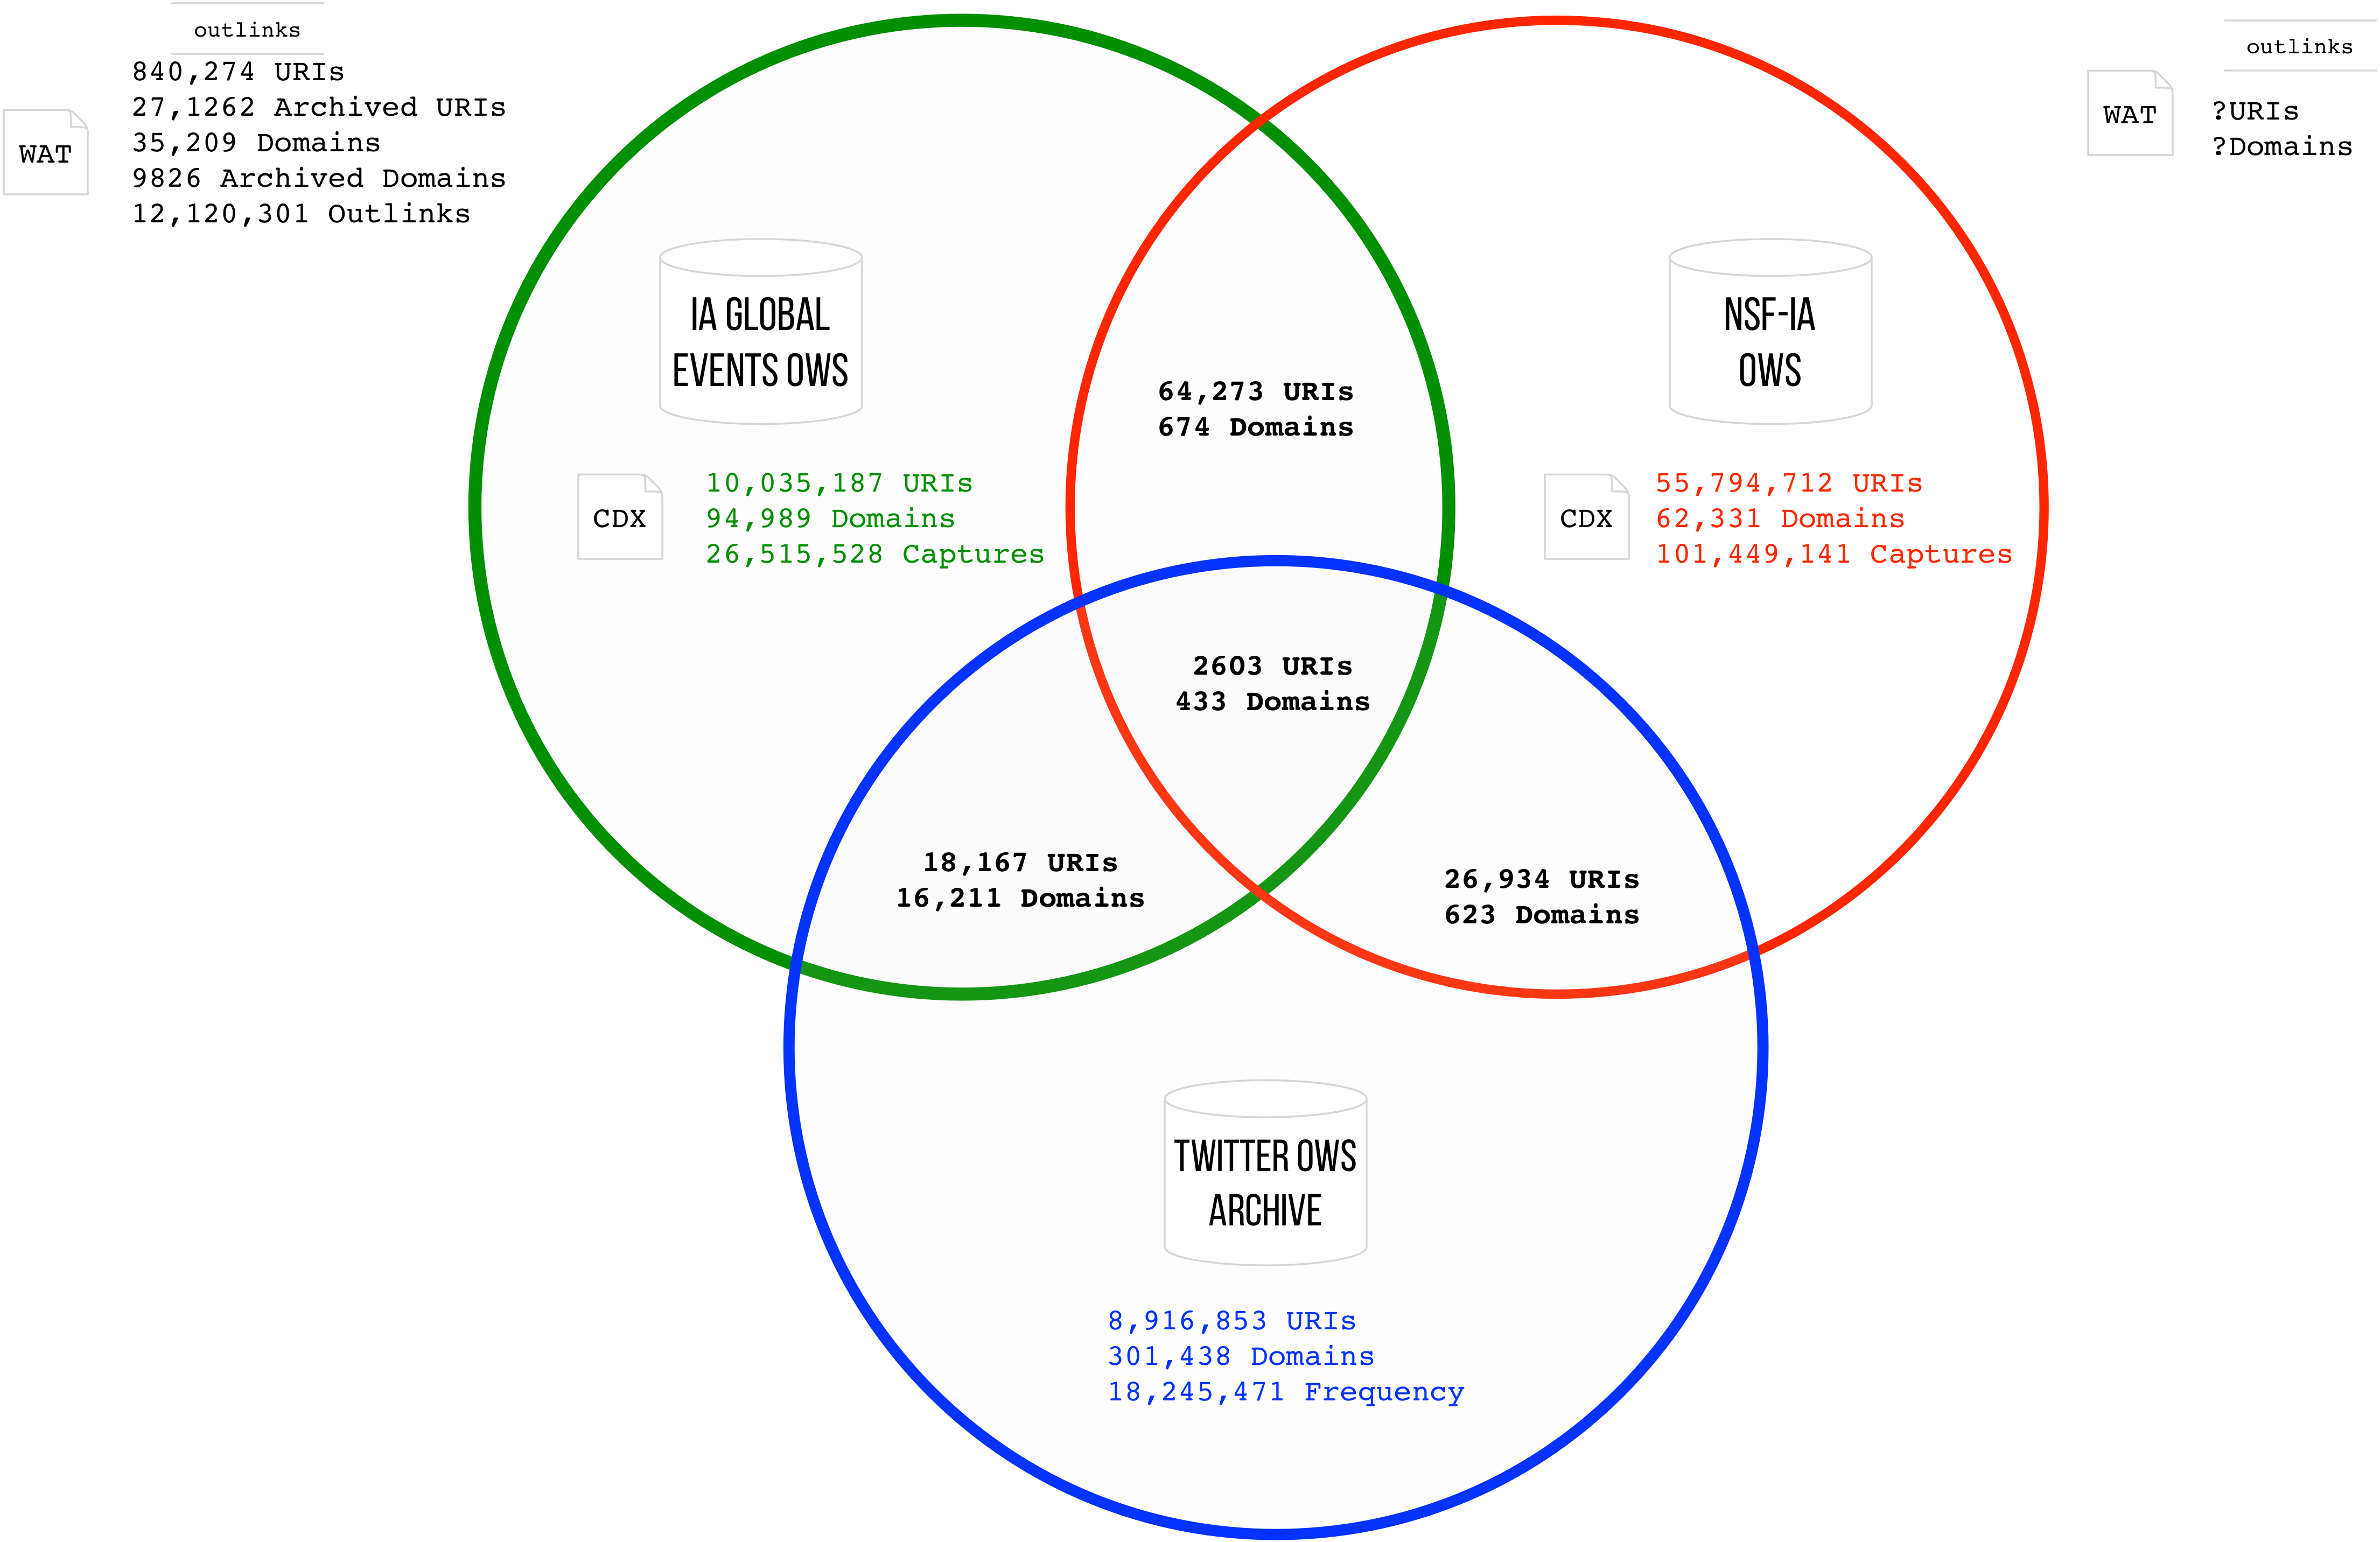 outlinks
840,274 URIs
27,1262 Archived URIs
35,209 Domains
9826 Archived Domains
12,120,301 Outlinks
WAT
outlinks
WAT
?URIs
?Domains
IA GLOBAL
EVENTS OWS
NSF-IA
OWS
64,273 URIs
674 Domains
CDX
10,035,187 URIs
94,989 Domains
26,515,528 Captures
CDX
55,794,712 URIs
62,331 Domains
101,449,141 Captures
2603 URIs
433 Domains
18,167 URIs
16,211 Domains
26,934 URIs
623 Domains
TWITTER OWS
ARCHIVE
8,916,853 URIs
301,438 Domains
18,245,471 Frequency